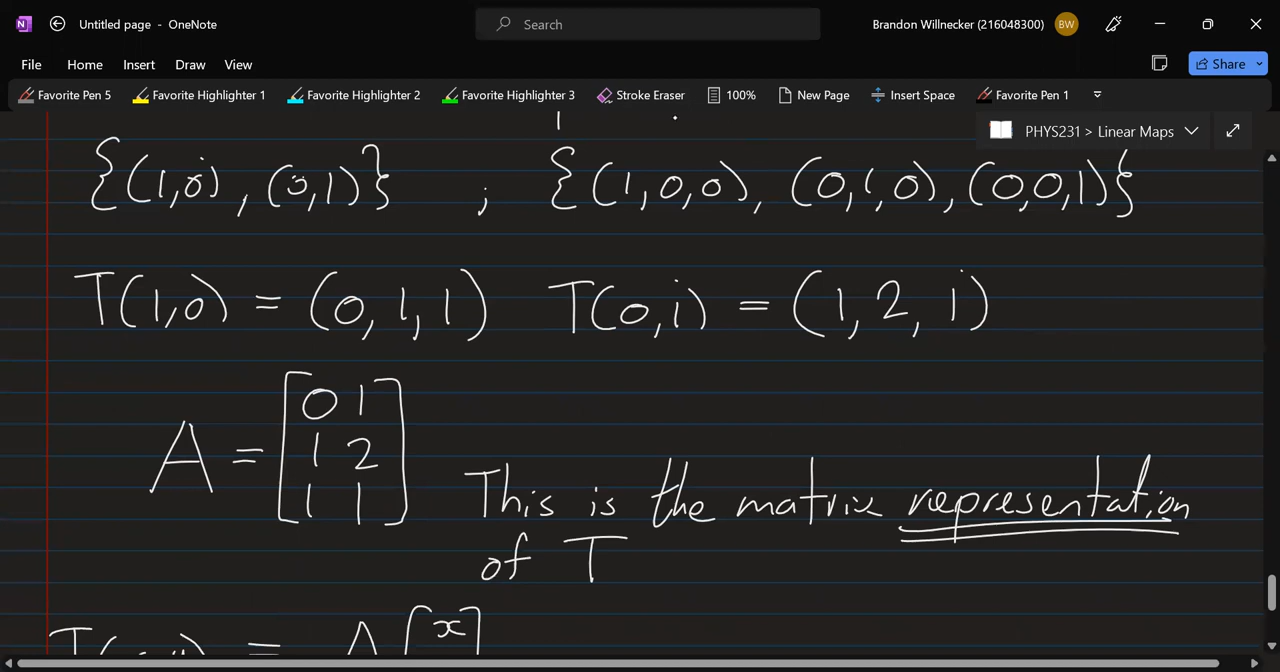 Untitled page - OneNote
Search
Brandon Willnecker (216048300)
BW
File Home Insert Draw View
Share
Favorite Pen 5 Favorite Highlighter 1 Favorite Highlighter 2 Favorite Highlighter 3 Stroke Eraser 100% New Page Insert Space Favorite Pen 1
PHYS231 > Linear Maps
{(1,0), (0,1)} ; {(1,0,0), (0,1,0), (0,0,1)}
T(1,0) = (0,1,1) T(0,1) = (1,2,1)
A = [0 1
1 2
1 1]
This is the matrix representation
of T